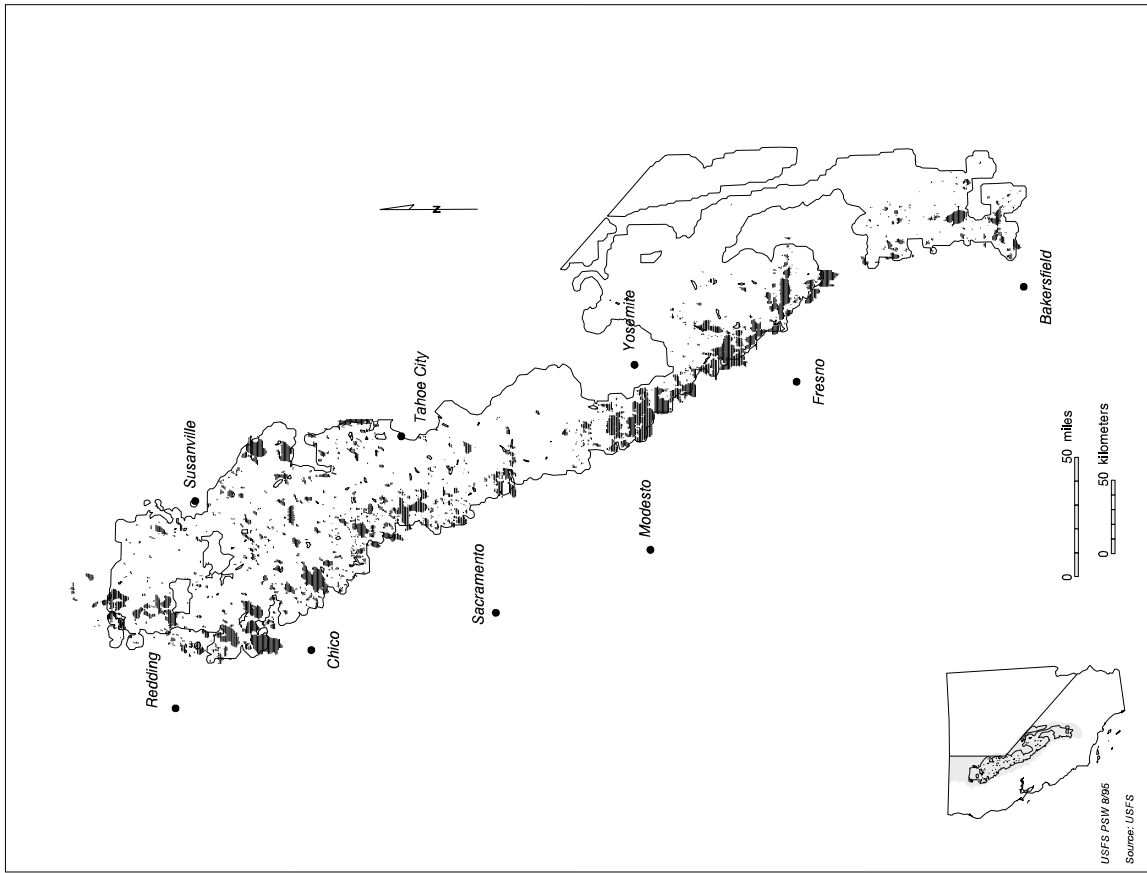 Susanville
Redding
Chico
Tahoe City
Sacramento
Yosemite
Modesto
Fresno
Bakersfield
N
0 50 miles
0 50 kilometers
USFS PSW 8/95
Source: USFS